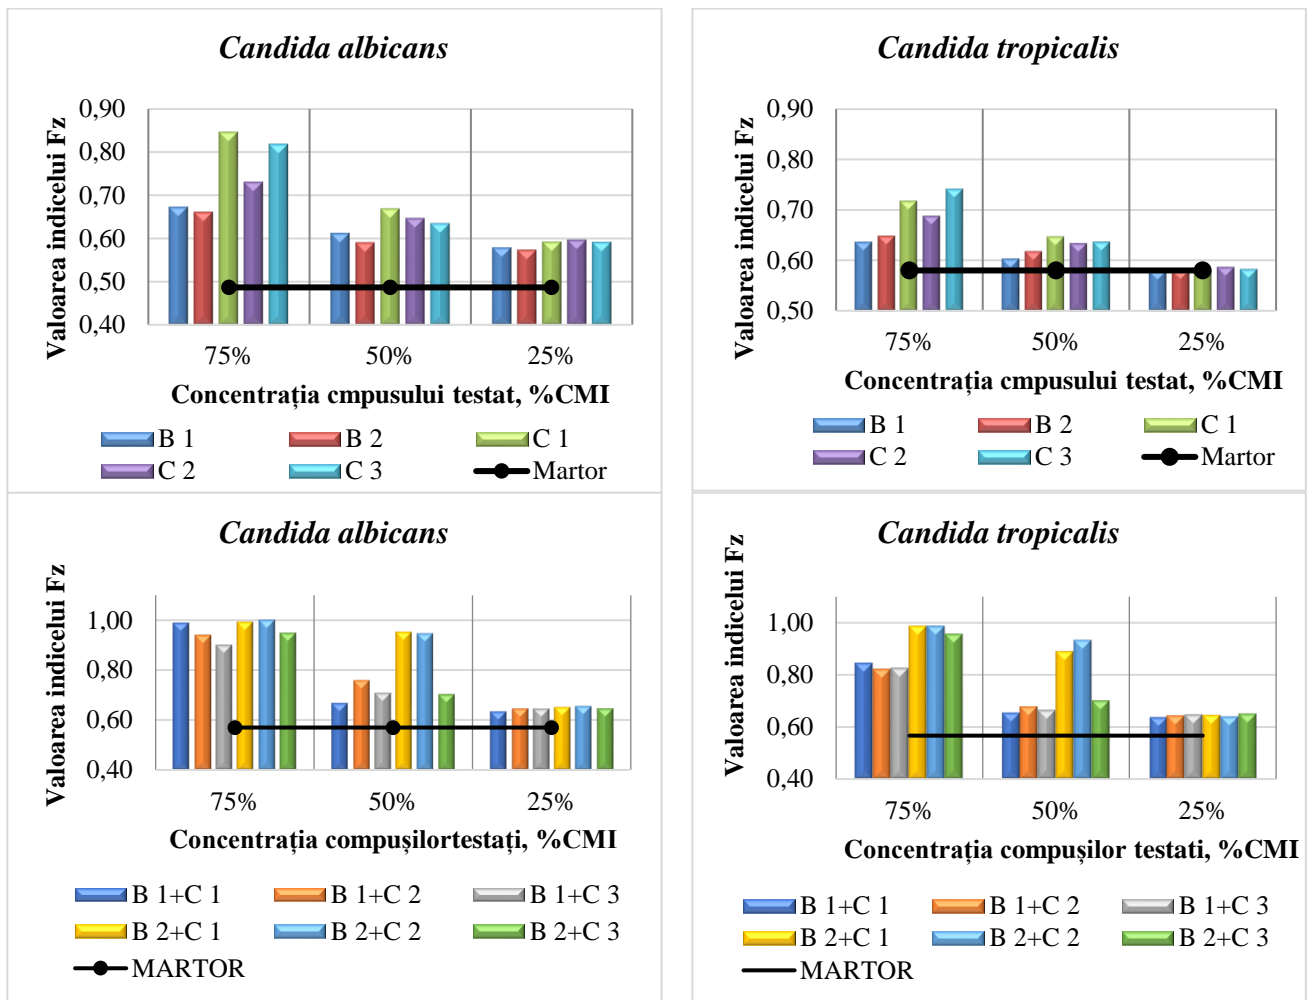 Candida albicans
Valoarea indicelui Fz
0,90
0,80
0,70
0,60
0,50
0,40
75% 50% 25%
Concentrația cmpusului testat, %CMI
B 1 B 2 C 1
C 2 C 3 Martor
Candida tropicalis
Valoarea indicelui Fz
0,90
0,80
0,70
0,60
0,50
75% 50% 25%
Concentrația cmpusului testat, %CMI
B 1 B 2 C 1
C 2 C 3 Martor
Candida albicans
Valoarea indicelui Fz
1,00
0,80
0,60
0,40
75% 50% 25%
Concentrația compușilortestați, %CMI
B 1+C 1 B 1+C 2 B 1+C 3
B 2+C 1 B 2+C 2 B 2+C 3
MARTOR
Candida tropicalis
Valoarea indicelui Fz
1,00
0,80
0,60
0,40
75% 50% 25%
Concentrația compușilor testati, %CMI
B 1+C 1 B 1+C 2 B 1+C 3
B 2+C 1 B 2+C 2 B 2+C 3
MARTOR